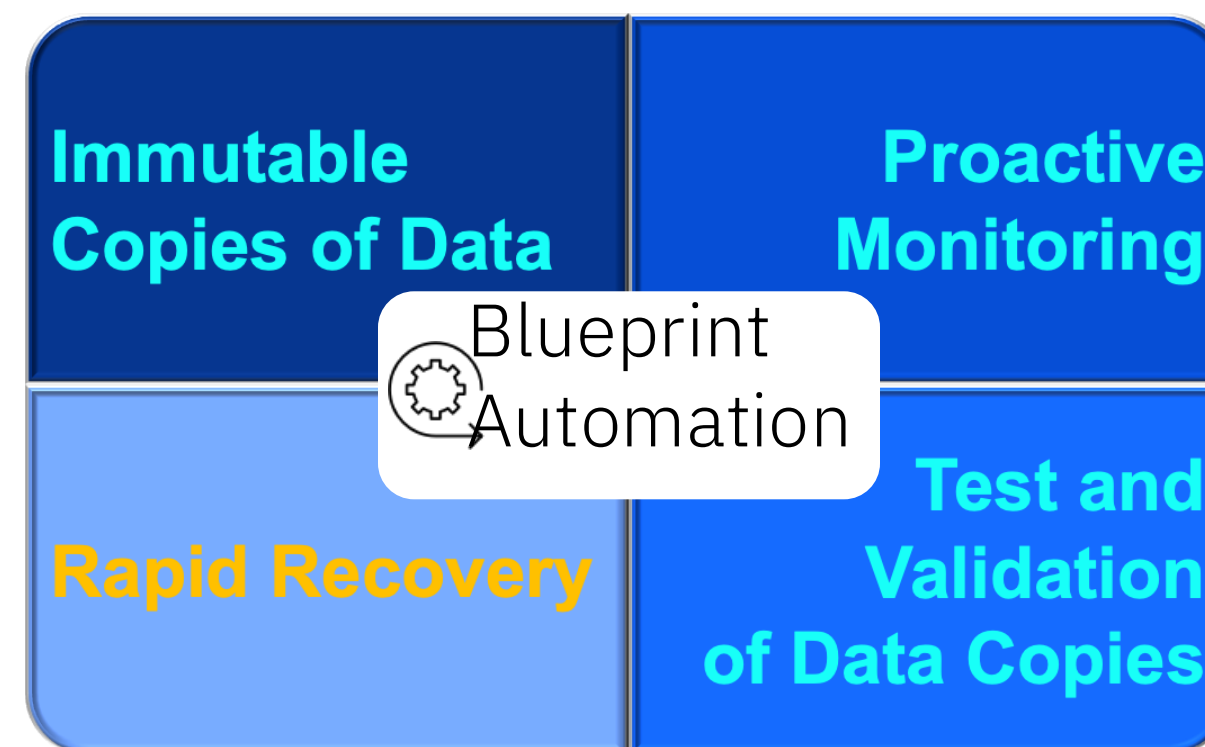 Immutable
Copies of Data
Proactive
Monitoring
Blueprint
Automation
Rapid Recovery
Test and
Validation
of Data Copies